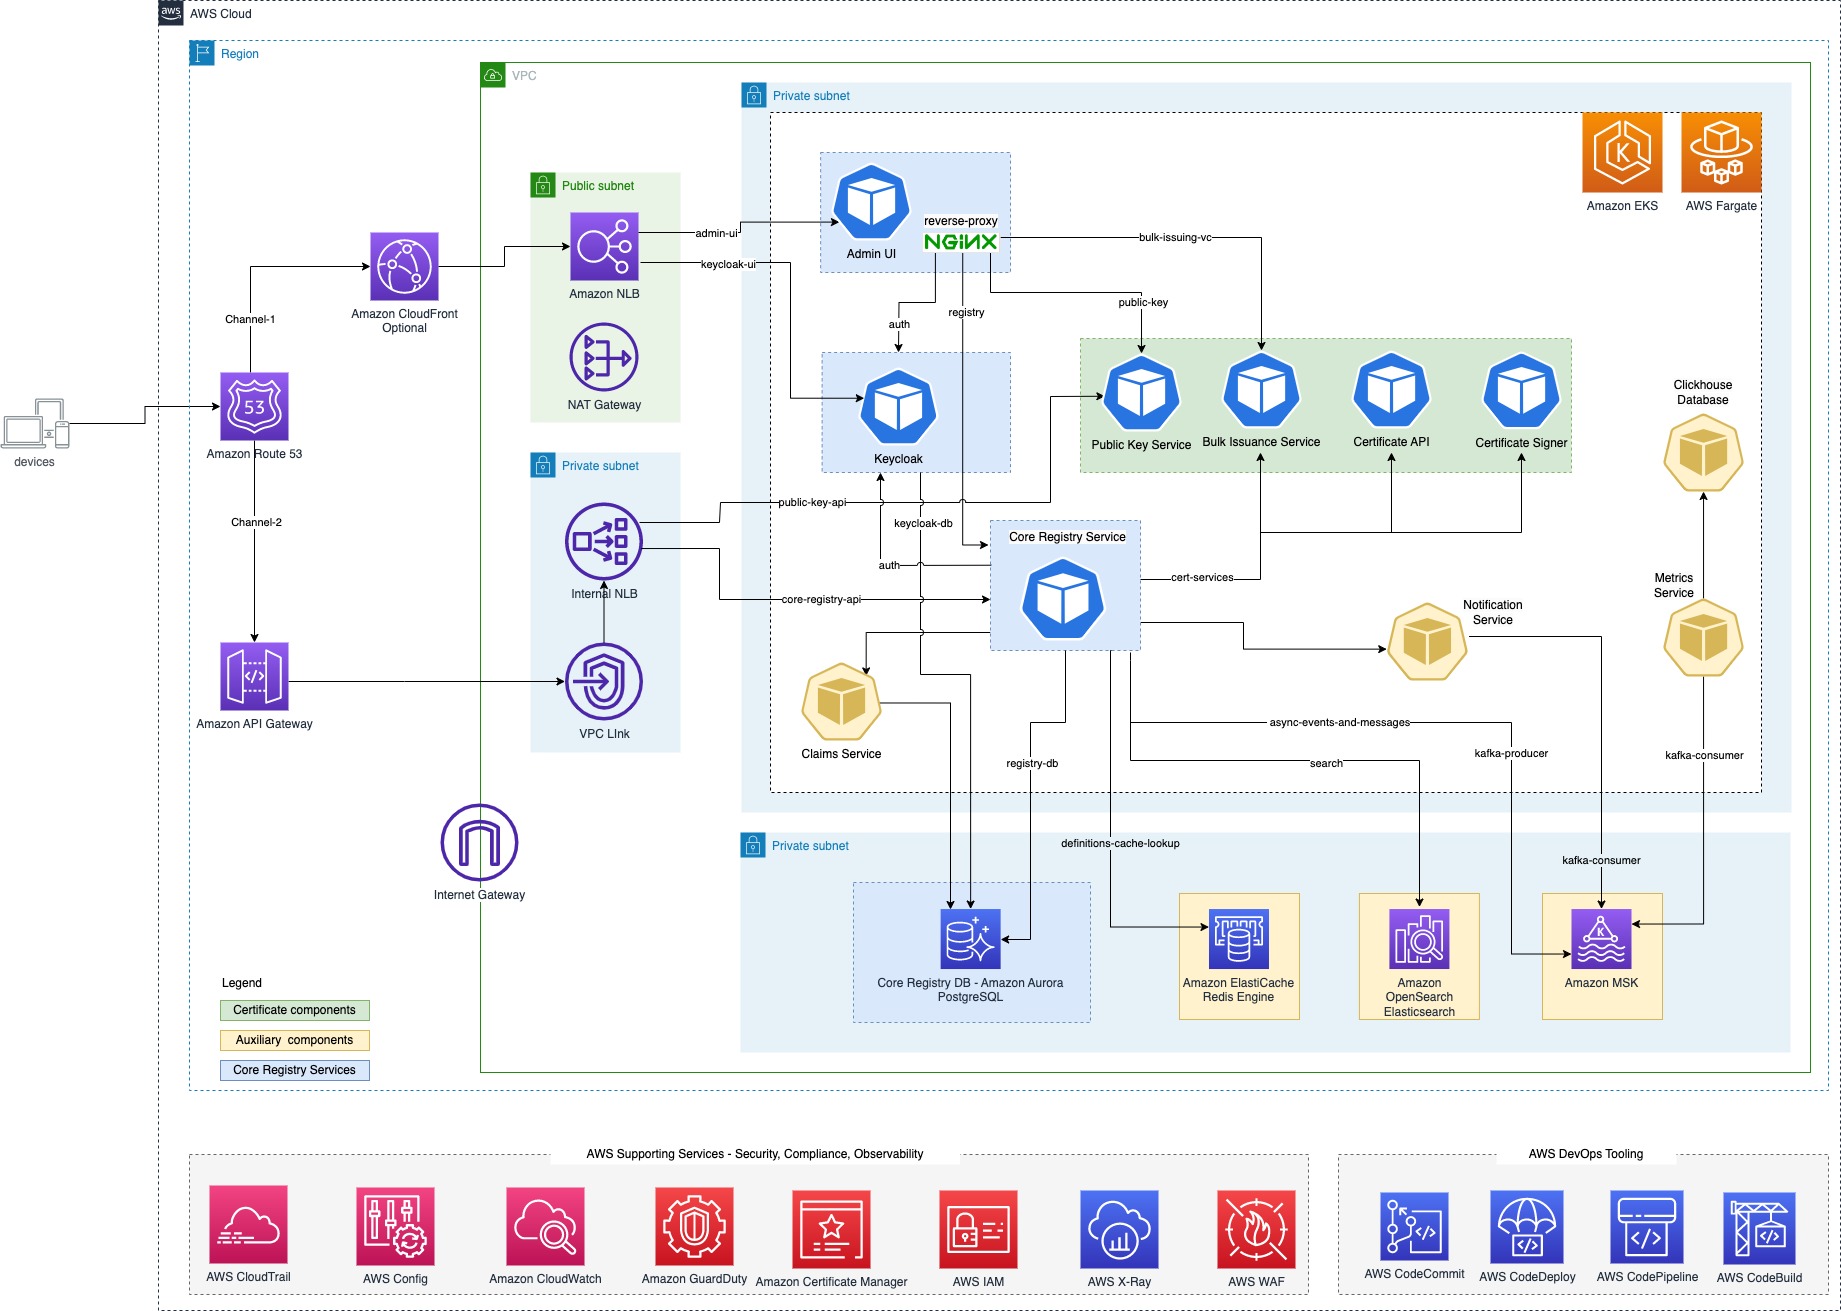 aws
AWS Cloud
Region
VPC
Private subnet
Amazon EKS
AWS Fargate
Public subnet
Amazon NLB
NAT Gateway
admin-ui
keycloak-ui
Admin UI
reverse-proxy
NGINX
bulk-issuing-vc
public-key
auth
registry
Amazon CloudFront
Optional
Channel-1
53
Amazon Route 53
devices
Channel-2
Keycloak
Public Key Service
Bulk Issuance Service
Certificate API
Certificate Signer
Clickhouse
Database
Private subnet
Internal NLB
VPC LInk
public-key-api
keycloak-db
auth
core-registry-api
Core Registry Service
cert-services
Notification
Service
Metrics
Service
Amazon API Gateway
Claims Service
registry-db
async-events-and-messages
search
kafka-producer
kafka-consumer
Internet Gateway
Private subnet
definitions-cache-lookup
kafka-consumer
Core Registry DB - Amazon Aurora
PostgreSQL
Amazon ElastiCache
Redis Engine
Amazon
OpenSearch
Elasticsearch
K
Amazon MSK
Legend
Certificate components
Auxiliary components
Core Registry Services
AWS Supporting Services - Security, Compliance, Observability
AWS CloudTrail
AWS Config
Amazon CloudWatch
Amazon GuardDuty
Amazon Certificate Manager
AWS IAM
AWS X-Ray
AWS WAF
AWS DevOps Tooling
AWS CodeCommit
AWS CodeDeploy
AWS CodePipeline
AWS CodeBuild